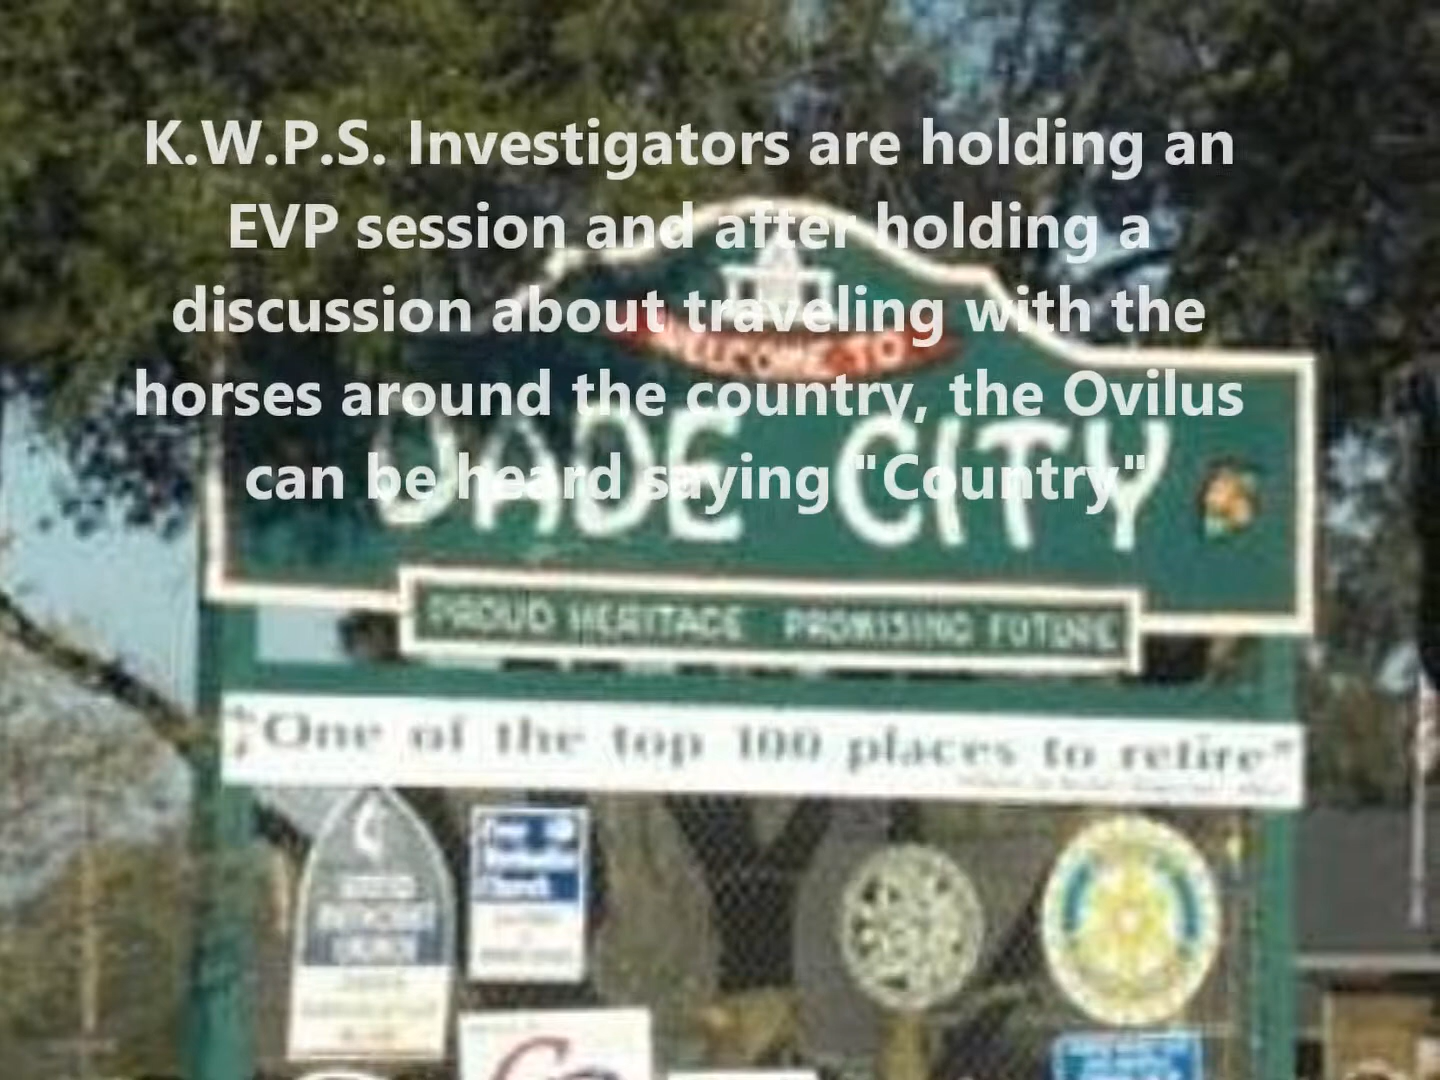 K.W.P.S. Investigators are holding an
EVP session and after holding a
discussion about traveling with the
horses around the country, the Ovilus
can be heard saying "Country"
WELCOME TO
DADE CITY
PROUD HERITAGE PROMISING FUTURE
"One of the top 100 places to retire"
Church